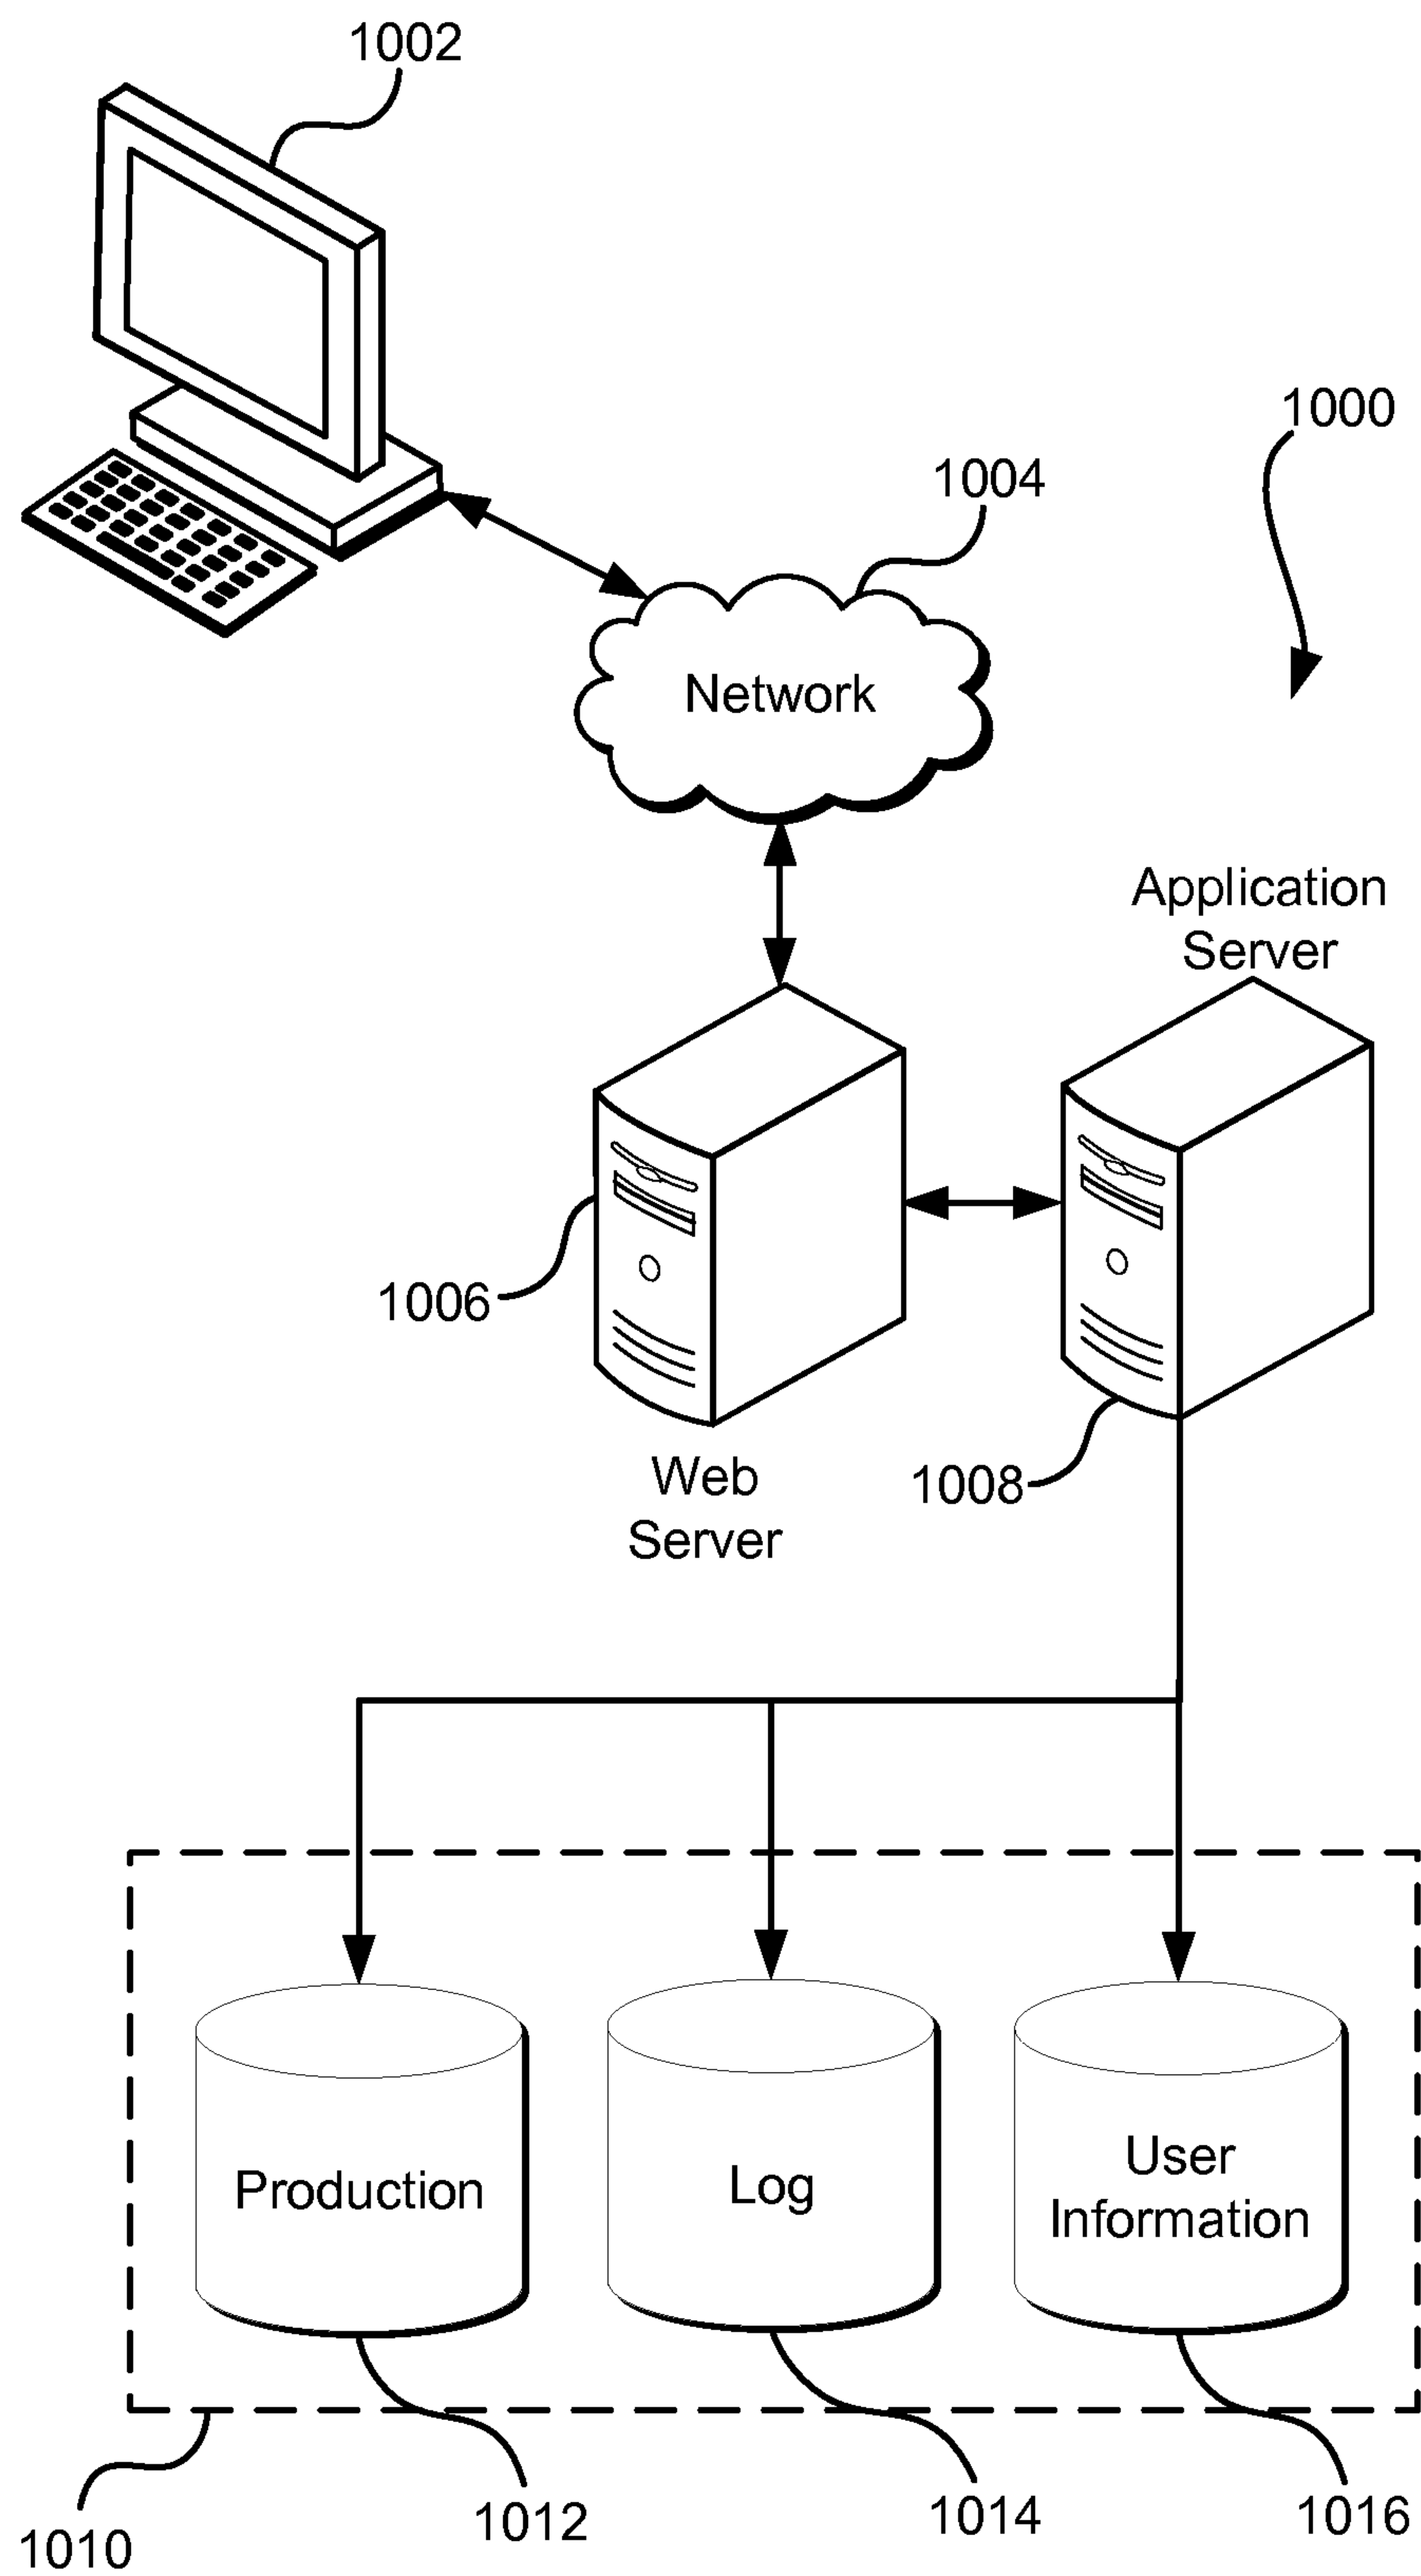 1002
1000
1004
Network
Application
Server
1006
Web
Server
1008
Production
Log
User
Information
1010
1012
1014
1016